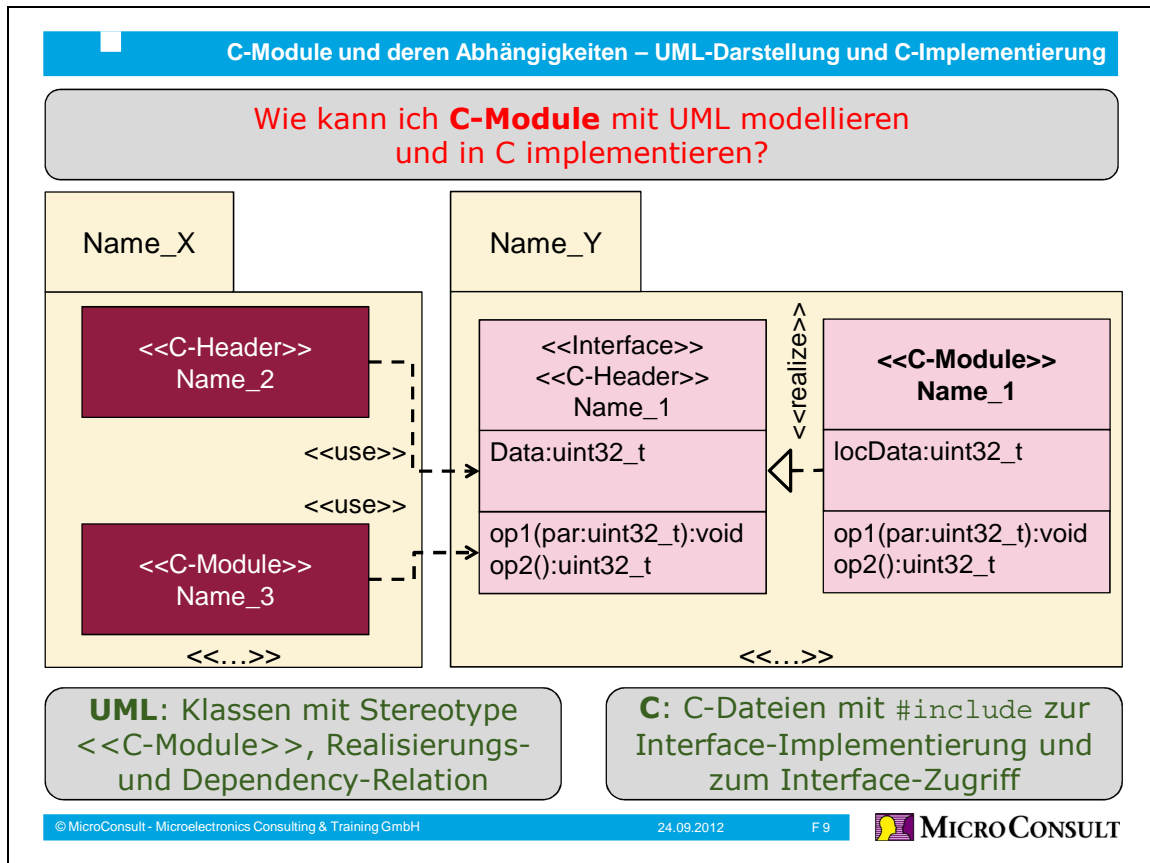 C-Module und deren Abhängigkeiten – UML-Darstellung und C-Implementierung
Wie kann ich C-Module mit UML modellieren
und in C implementieren?
Name_X
<<C-Header>>
Name_2
<<use>>
<<use>>
<<C-Module>>
Name_3
<<...>>
Name_Y
<<Interface>>
<<C-Header>>
Name_1
Data:uint32_t
op1(par:uint32_t):void
op2():uint32_t
<<realize>>
<<C-Module>>
Name_1
locData:uint32_t
op1(par:uint32_t):void
op2():uint32_t
<<...>>
UML: Klassen mit Stereotype
<<C-Module>>, Realisierungs-
und Dependency-Relation
C: C-Dateien mit #include zur
Interface-Implementierung und
zum Interface-Zugriff
© MicroConsult - Microelectronics Consulting & Training GmbH
24.09.2012
F 9
MICROCONSULT